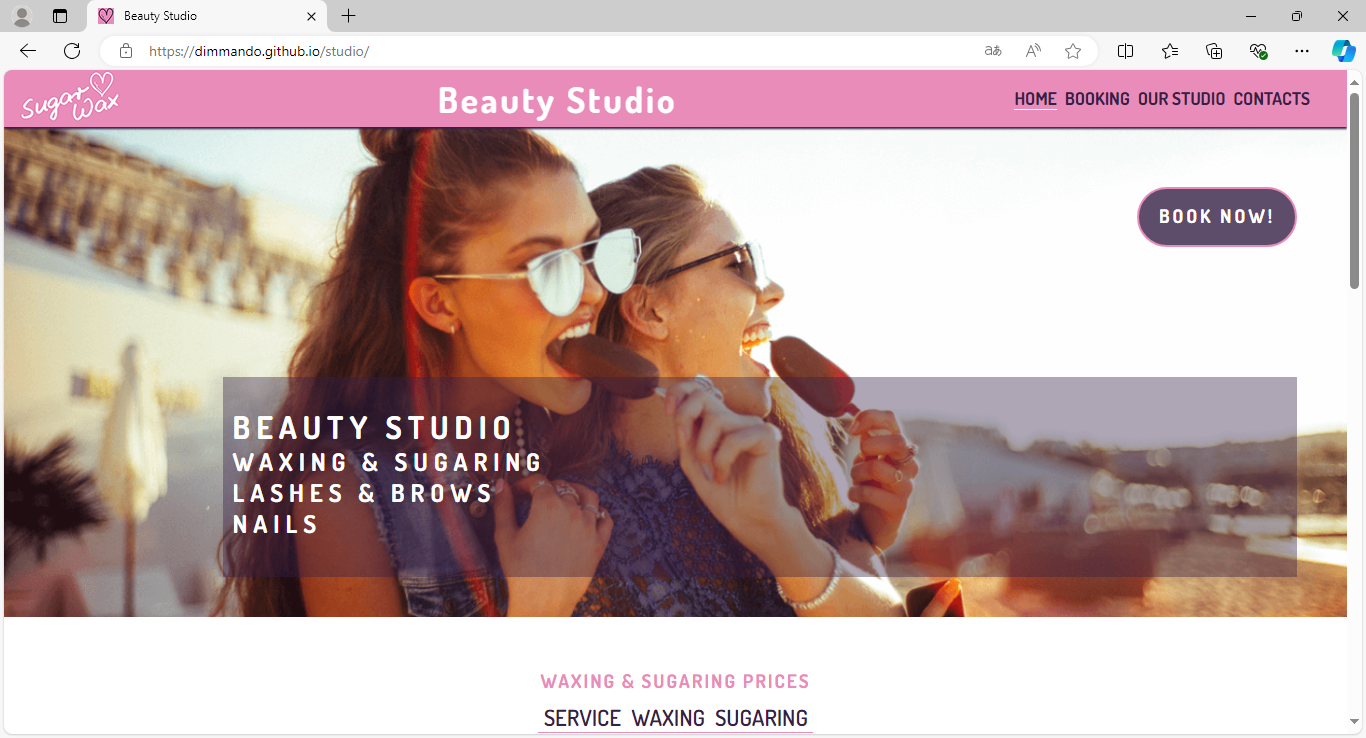 Beauty Studio
https://dimmando.github.io/studio/
Sugar Wax
Beauty Studio
HOME BOOKING OUR STUDIO CONTACTS
BOOK NOW!
BEAUTY STUDIO
WAXING & SUGARING
LASHES & BROWS
NAILS
WAXING & SUGARING PRICES
SERVICE WAXING SUGARING